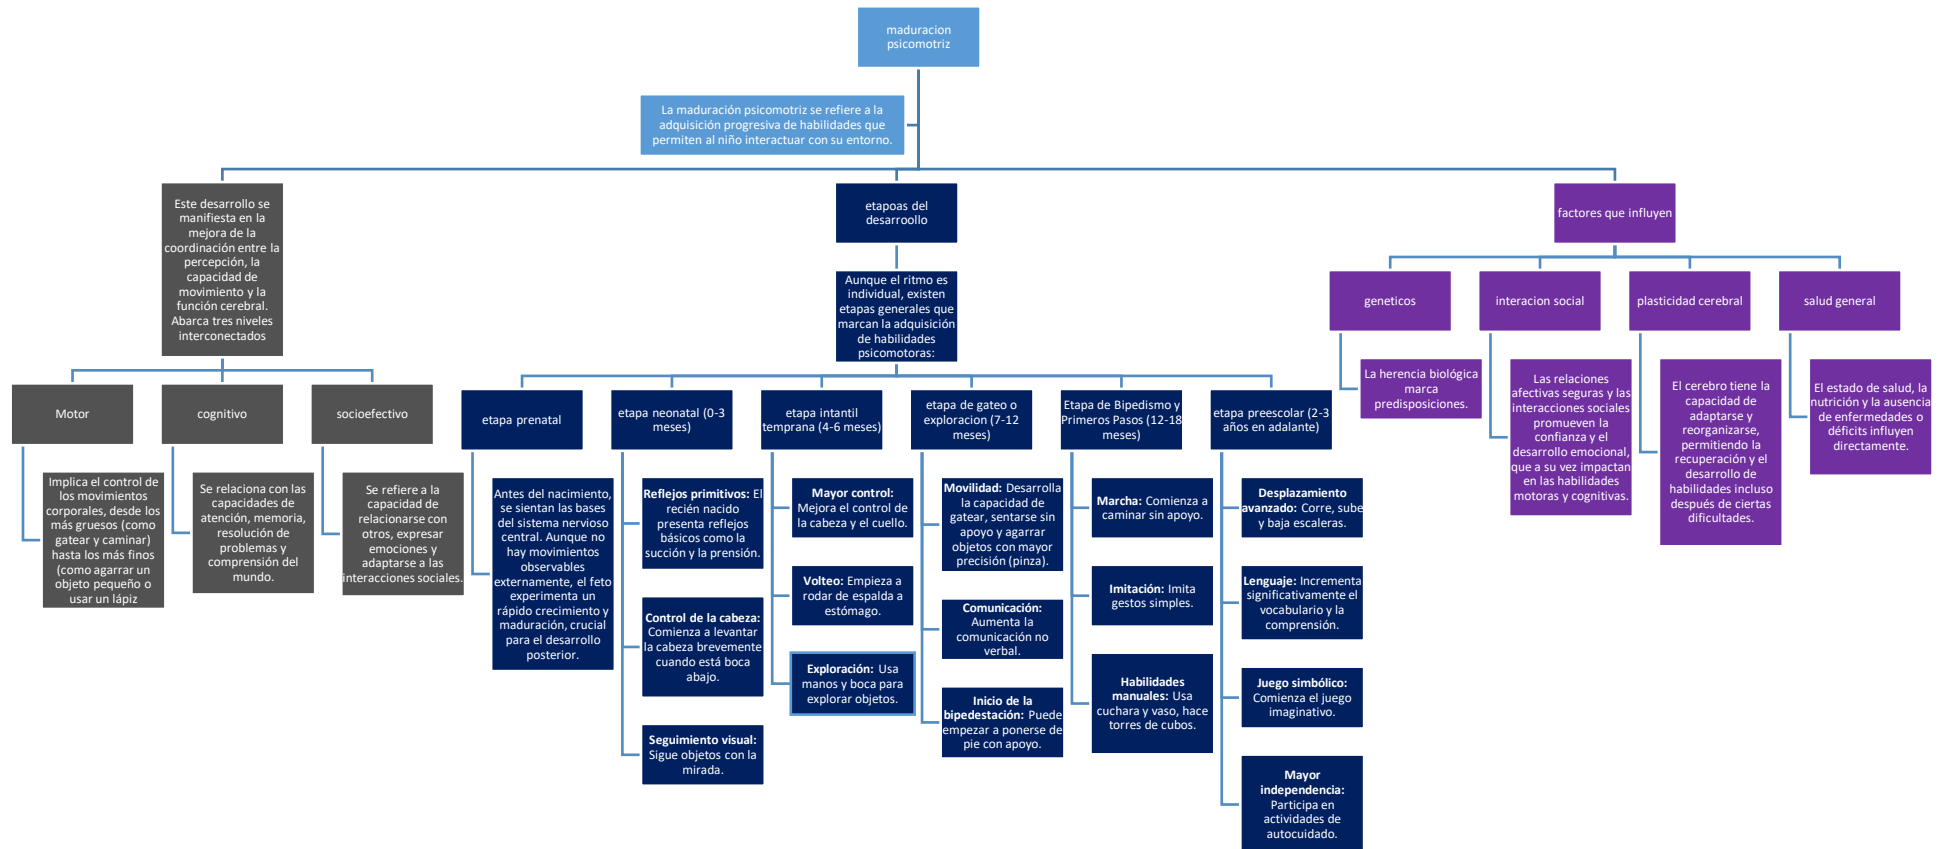 maduracion
psicomotriz
La maduración psicomotriz se refiere a la
adquisición progresiva de habilidades que
permiten al niño interactuar con su entorno.
Este desarrollo se
manifiesta en la
mejora de la
coordinación entre la
percepción, la
capacidad de
movimiento y la
función cerebral.
Abarca tres niveles
interconectados
Motor
Implica el control de
los movimientos
corporales, desde los
más gruesos (como
gatear y caminar)
hasta los más finos
(como agarrar un
objeto pequeño o
usar un lápiz
cognitivo
Se relaciona con las
capacidades de
atención, memoria,
resolución de
problemas y
comprensión del
mundo.
socioefectivo
Se refiere a la
capacidad de
relacionarse con
otros, expresar
emociones y
adaptarse a las
interacciones sociales.
etapoas del
desarroollo
Aunque el ritmo es
individual, existen
etapas generales que
marcan la adquisición
de habilidades
psicomotoras:
etapa prenatal
Antes del nacimiento,
se sientan las bases
del sistema nervioso
central. Aunque no
hay movimientos
observables
externamente, el feto
experimenta un
rápido crecimiento y
maduración, crucial
para el desarrollo
posterior.
etapa neonatal (0-3
meses)
Reflejos primitivos: El
recién nacido
presenta reflejos
básicos como la
succión y la prensión.
Control de la cabeza:
Comienza a levantar
la cabeza brevemente
cuando está boca
abajo.
Seguimiento visual:
Sigue objetos con la
mirada.
etapa intantil
temprana (4-6 meses)
Mayor control:
Mejora el control de
la cabeza y el cuello.
Volteo: Empieza a
rodar de espalda a
estómago.
Exploración: Usa
manos y boca para
explorar objetos.
etapa de gateo o
exploracion (7-12
meses)
Movilidad: Desarrolla
la capacidad de
gatear, sentarse sin
apoyo y agarrar
objetos con mayor
precisión (pinza).
Comunicación:
Aumenta la
comunicación no
verbal.
Inicio de la
bipedestación: Puede
empezar a ponerse de
pie con apoyo.
Etapa de Bipedismo y
Primeros Pasos (12-18
meses)
Marcha: Comienza a
caminar sin apoyo.
Imitación: Imita
gestos simples.
Habilidades
manuales: Usa
cuchara y vaso, hace
torres de cubos.
etapa preescolar (2-3
años en adelante)
Desplazamiento
avanzado: Corre, sube
y baja escaleras.
Lenguaje: Incrementa
significativamente el
vocabulario y la
comprensión.
Juego simbólico:
Comienza el juego
imaginativo.
Mayor
independencia:
Participa en
actividades de
autocuidado.
factores que influyen
geneticos
La herencia biológica
marca
predisposiciones.
interacion social
Las relaciones
afectivas seguras y las
interacciones sociales
promueven la
confianza y el
desarrollo emocional,
que a su vez impactan
en las habilidades
motoras y cognitivas.
plasticidad cerebral
El cerebro tiene la
capacidad de
adaptarse y
reorganizarse,
permitiendo la
recuperación y el
desarrollo de
habilidades incluso
después de ciertas
dificultades.
salud general
El estado de salud, la
nutrición y la ausencia
de enfermedades o
déficits influyen
directamente.